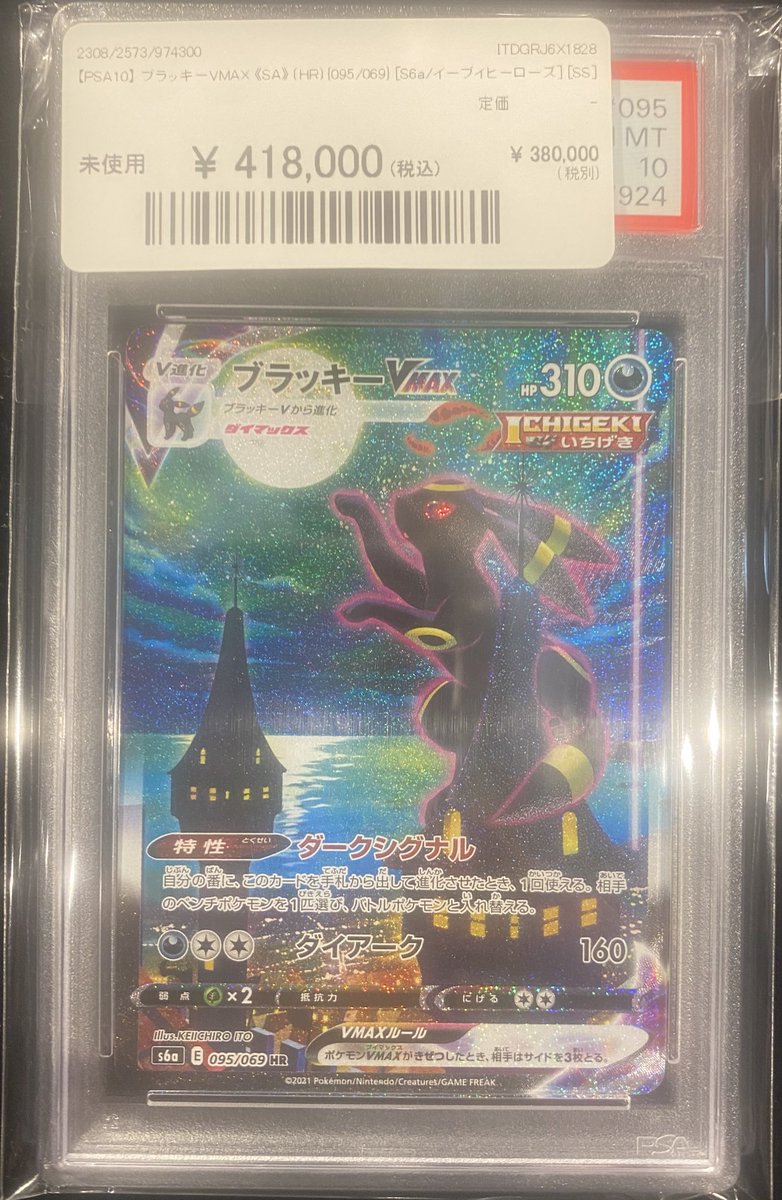 2308/2573/974300 ITDGRJ6X1828
【PSA10】ブラッキーVMAX《SA》(HR){095/069}[S6a/イーブイヒーローズ][SS]
定価 -
未使用 ¥ 418,000(税込) ¥ 380,000
(税別)
095
MT
10
924
V進化 ブラッキーVMAX HP310
ブラッキーVから進化
ダイマックス
ICHIGEKI
いちげき
特性 とくせい ダークシグナル
自分の番に、このカードを手札から出して進化させたとき、1回使える。相手
のベンチポケモンを1匹選び、バトルポケモンと入れ替える。
ダイアーク 160
弱点 ×2 抵抗力 にげる
Illus.KEIICHIRO ITO VMAXルール
s6a E 095/069 HR ポケモンVMAXがきぜつしたとき、相手はサイドを3枚とる。
©2021 Pokémon/Nintendo/Creatures/GAME FREAK
PSA